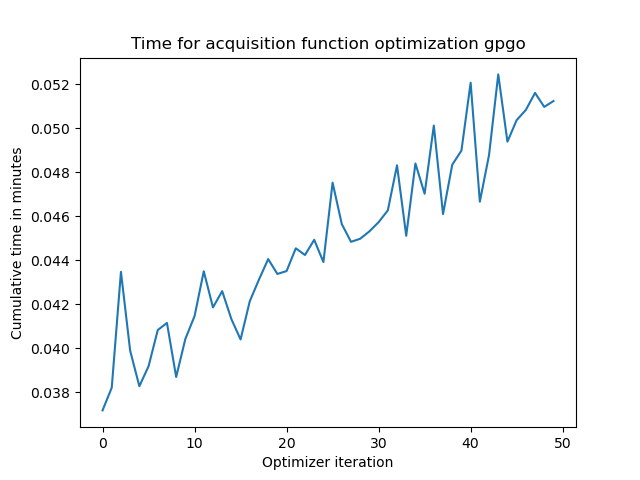 Time for acquisition function optimization gpgo
0.052
0.050
0.048
0.046
0.044
0.042
0.040
0.038
Cumulative time in minutes
0 10 20 30 40 50
Optimizer iteration